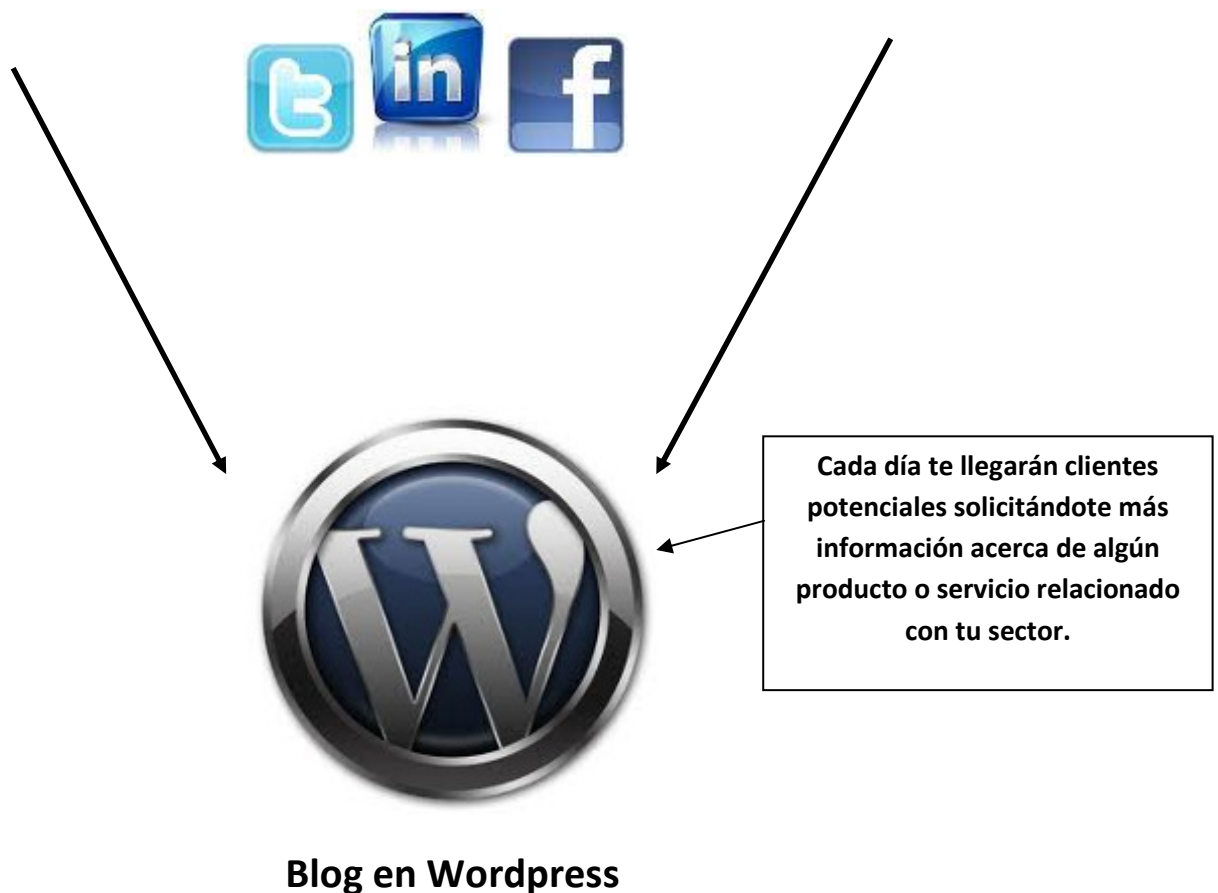 t in f
W
Cada día te llegarán clientes
potenciales solicitándote más
información acerca de algún
producto o servicio relacionado
con tu sector.
Blog en Wordpress